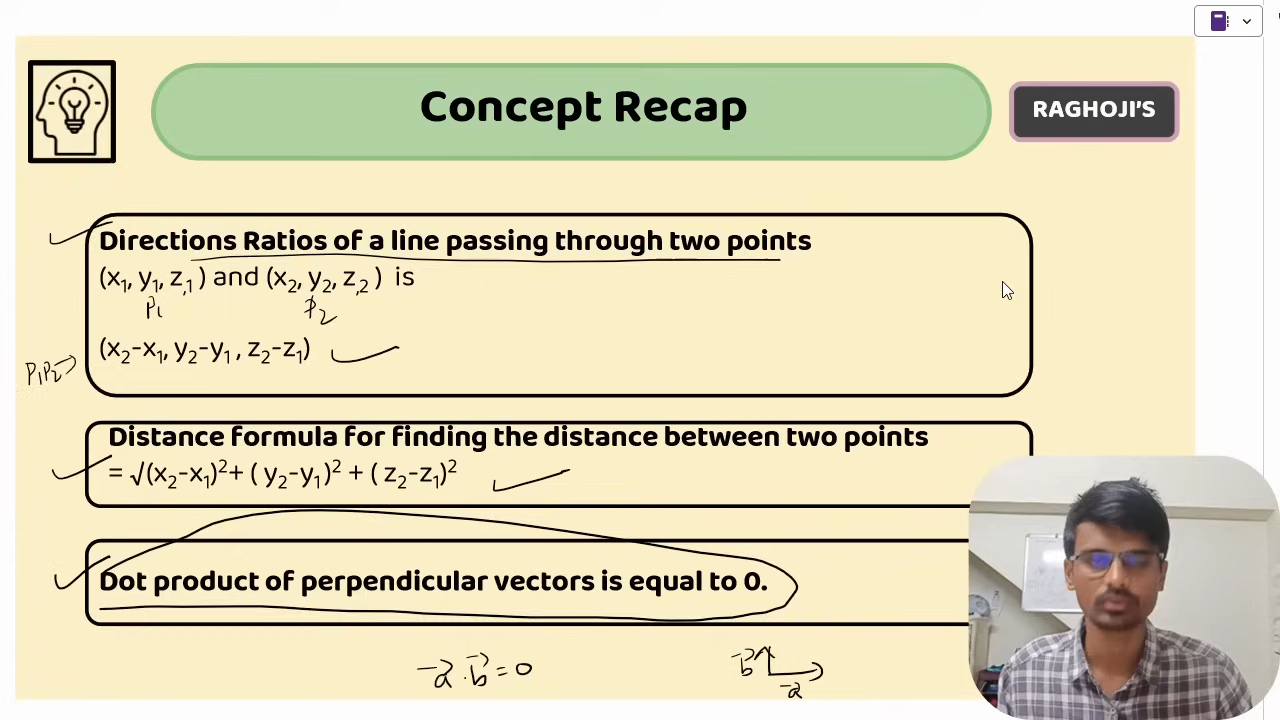 Concept Recap
RAGHOJI'S
Directions Ratios of a line passing through two points
(x₁, y₁, z,₁ ) and (x₂, y₂, z,₂ ) is
P₁ P₂
(x₂-x₁, y₂-y₁ , z₂-z₁)
P₁P₂
Distance formula for finding the distance between two points
= √(x₂-x₁)²+ ( y₂-y₁)² + ( z₂-z₁)²
Dot product of perpendicular vectors is equal to 0.
a⃗ . b⃗ = 0
b⃗
a⃗